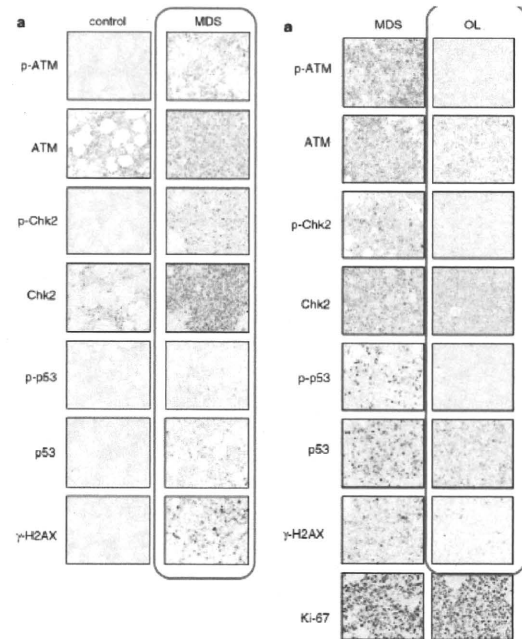 a
control MDS
p-ATM
ATM
p-Chk2
Chk2
p-p53
p53
γ-H2AX
a
MDS OL
p-ATM
ATM
p-Chk2
Chk2
p-p53
p53
γ-H2AX
Ki-67